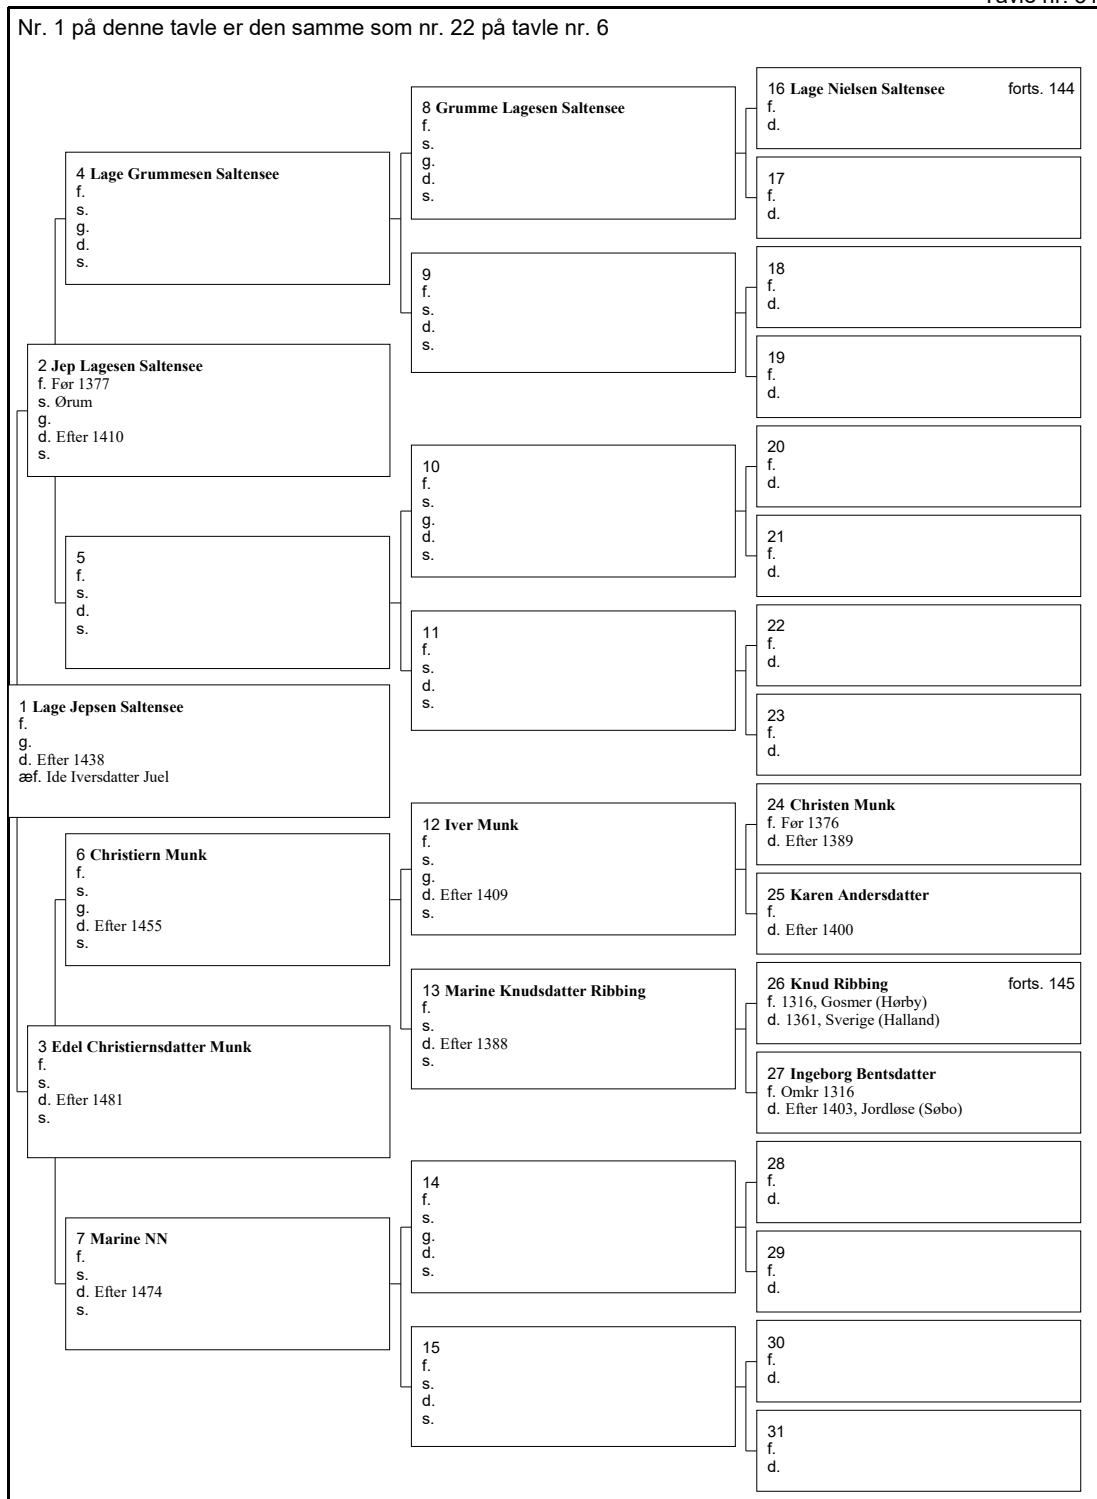 Nr. 1 på denne tavle er den samme som nr. 22 på tavle nr. 6
16 Lage Nielsen Saltensee forts. 144
f.
d.
8 Grumme Lagesen Saltensee
f.
s.
g.
d.
s.
17
f.
d.
4 Lage Grummesen Saltensee
f.
s.
g.
d.
s.
18
f.
d.
9
f.
s.
d.
s.
19
f.
d.
2 Jep Lagesen Saltensee
f. Før 1377
s. Ørum
g.
d. Efter 1410
s.
20
f.
d.
10
f.
s.
g.
d.
s.
21
f.
d.
5
f.
s.
d.
s.
22
f.
d.
11
f.
s.
d.
s.
23
f.
d.
1 Lage Jepsen Saltensee
f.
g.
d. Efter 1438
æf. Ide Iversdatter Juel
24 Christen Munk
f. Før 1376
d. Efter 1389
12 Iver Munk
f.
s.
g.
d. Efter 1409
s.
25 Karen Andersdatter
f.
d. Efter 1400
6 Christiern Munk
f.
s.
g.
d. Efter 1455
s.
26 Knud Ribbing forts. 145
f. 1316, Gosmer (Hørby)
d. 1361, Sverige (Halland)
13 Marine Knudsdatter Ribbing
f.
s.
d. Efter 1388
s.
27 Ingeborg Bentsdatter
f. Omkr 1316
d. Efter 1403, Jordløse (Søbo)
3 Edel Christiernsdatter Munk
f.
s.
d. Efter 1481
s.
28
f.
d.
14
f.
s.
g.
d.
s.
29
f.
d.
7 Marine NN
f.
s.
d. Efter 1474
s.
30
f.
d.
15
f.
s.
d.
s.
31
f.
d.